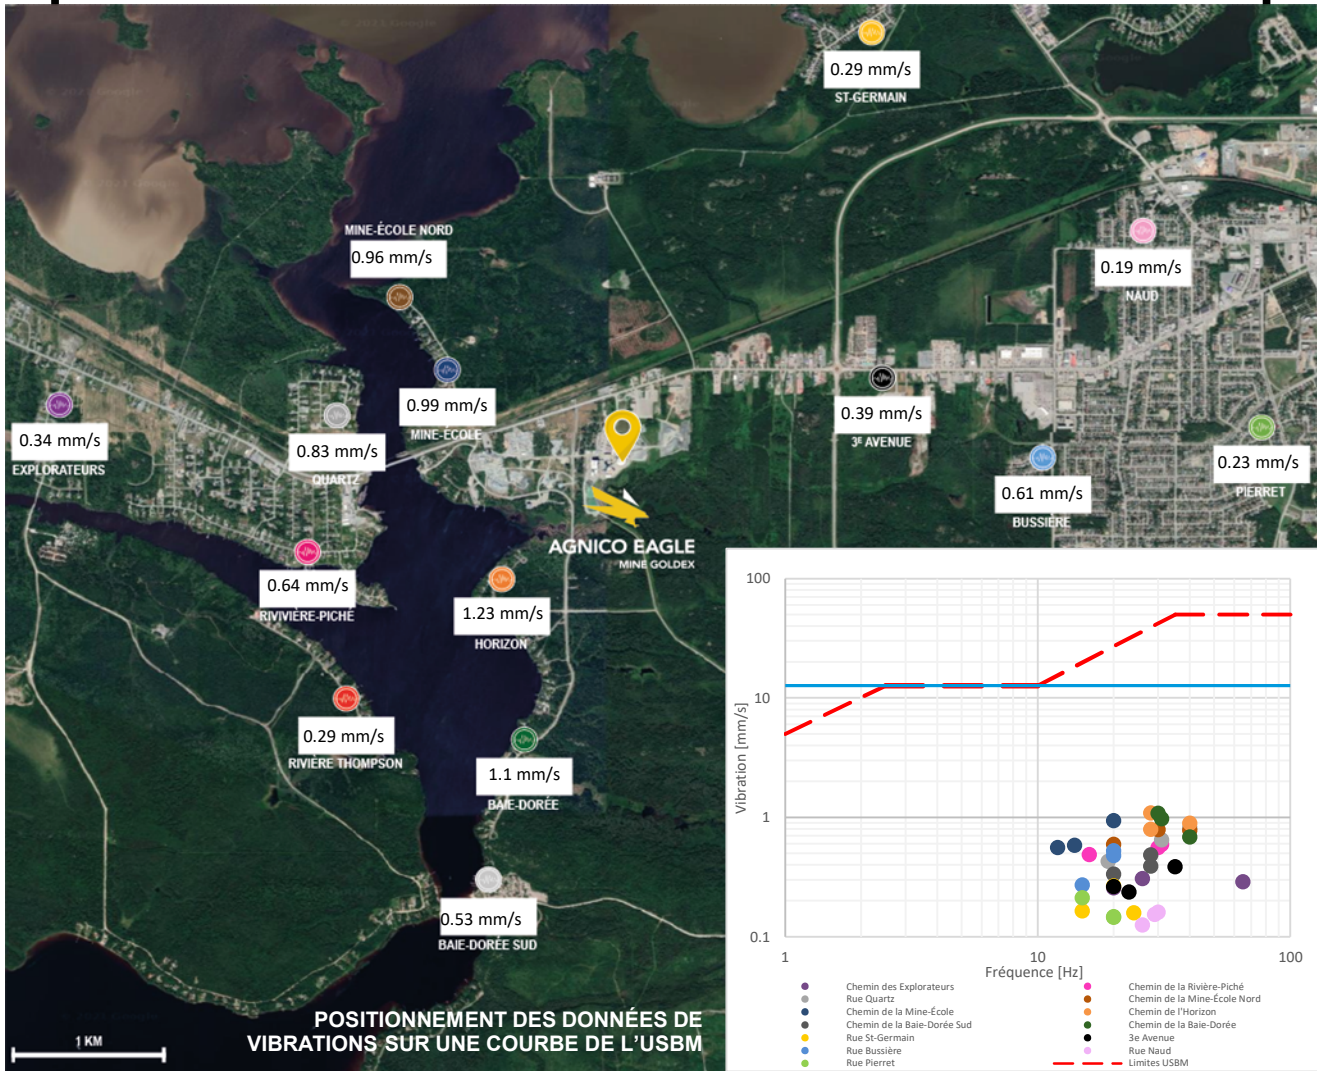 0.29 mm/s
ST-GERMAIN
MINE-ÉCOLE NORD
0.96 mm/s
0.19 mm/s
NAUD
0.99 mm/s
MINE-ÉCOLE
0.39 mm/s
3E AVENUE
0.34 mm/s
EXPLORATEURS
0.83 mm/s
QUARTZ
0.23 mm/s
PIERRET
0.61 mm/s
BUSSIÈRE
AGNICO EAGLE
MINE GOLDEX
0.64 mm/s
RIVIVIÈRE-PICHÉ
1.23 mm/s
HORIZON
0.29 mm/s
RIVIÈRE THOMPSON
1.1 mm/s
BAIE-DORÉE
0.53 mm/s
BAIE-DORÉE SUD
POSITIONNEMENT DES DONNÉES DE
VIBRATIONS SUR UNE COURBE DE L'USBM
1 KM
100
10
1
0.1
Vibration [mm/s]
1
10
100
Fréquence [Hz]
Chemin des Explorateurs
Chemin de la Rivière-Piché
Rue Quartz
Chemin de la Mine-École Nord
Chemin de la Mine-École
Chemin de l'Horizon
Chemin de la Baie-Dorée Sud
Chemin de la Baie-Dorée
Rue St-Germain
3e Avenue
Rue Bussière
Rue Naud
Rue Pierret
Limites USBM